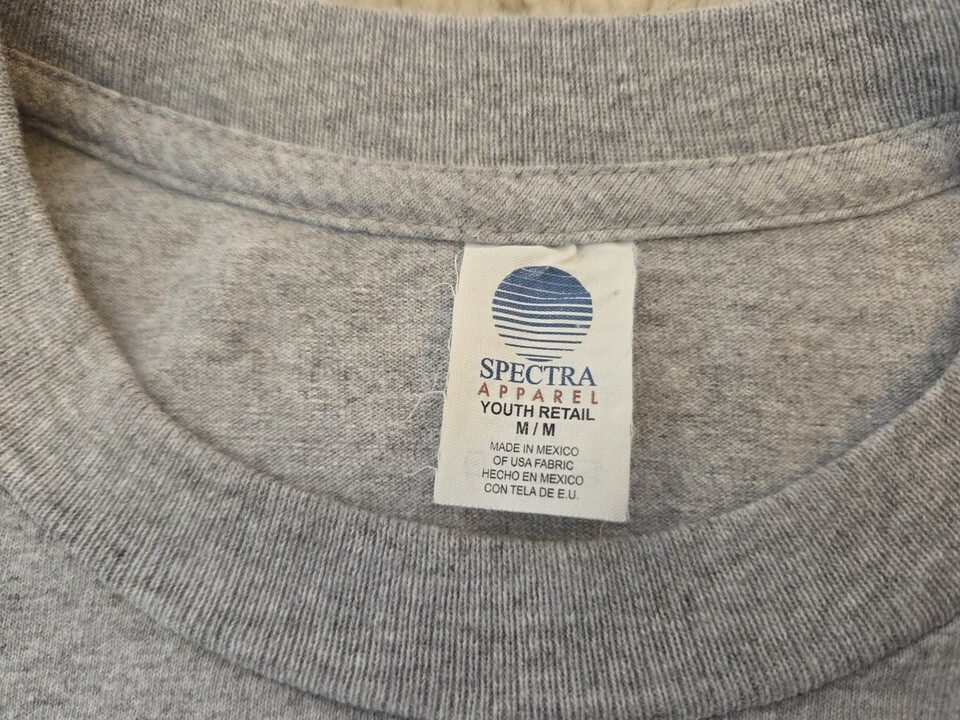 SPECTRA
APPAREL
YOUTH RETAIL
M / M
MADE IN MEXICO
OF USA FABRIC
HECHO EN MEXICO
CON TELA DE E.U.